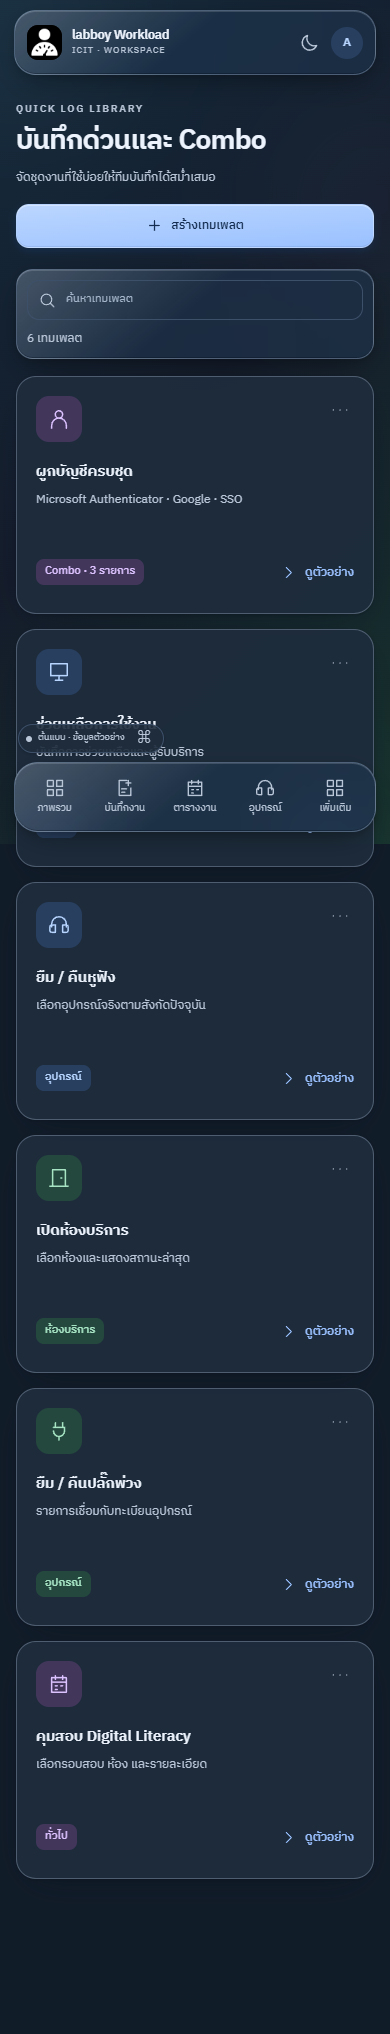 labboy Workload
ICIT · WORKSPACE
A
QUICK LOG LIBRARY
บันทึกด่วนและ Combo
จัดชุดงานที่ใช้บ่อยให้ทีมบันทึกได้สม่ำเสมอ
สร้างเทมเพลต
ค้นหาเทมเพลต
6 เทมเพลต
ผูกบัญชีครบชุด
Microsoft Authenticator · Google · SSO
Combo · 3 รายการ
ดูตัวอย่าง
ช่วยเหลือการใช้งาน
ต้นแบบ · ข้อมูลตัวอย่าง
บันทึกการช่วยเหลือและผู้รับบริการ
ภาพรวม
บันทึกงาน
ตารางงาน
อุปกรณ์
เพิ่มเติม
ยืม / คืนหูฟัง
เลือกอุปกรณ์จริงตามสังกัดปัจจุบัน
อุปกรณ์
ดูตัวอย่าง
เปิดห้องบริการ
เลือกห้องและแสดงสถานะล่าสุด
ห้องบริการ
ดูตัวอย่าง
ยืม / คืนปลั๊กพ่วง
รายการเชื่อมกับทะเบียนอุปกรณ์
อุปกรณ์
ดูตัวอย่าง
คุมสอบ Digital Literacy
เลือกรอบสอบ ห้อง และรายละเอียด
ทั่วไป
ดูตัวอย่าง